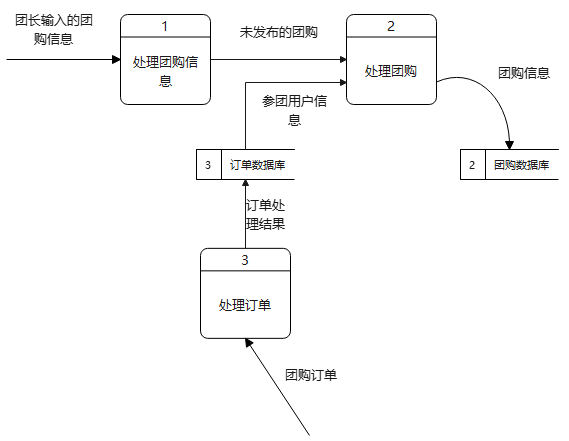 团长输入的团
购信息
1
处理团购信
息
未发布的团购
2
处理团购
团购信息
参团用户信
息
3
订单数据库
2
团购数据库
订单处
理结果
3
处理订单
团购订单